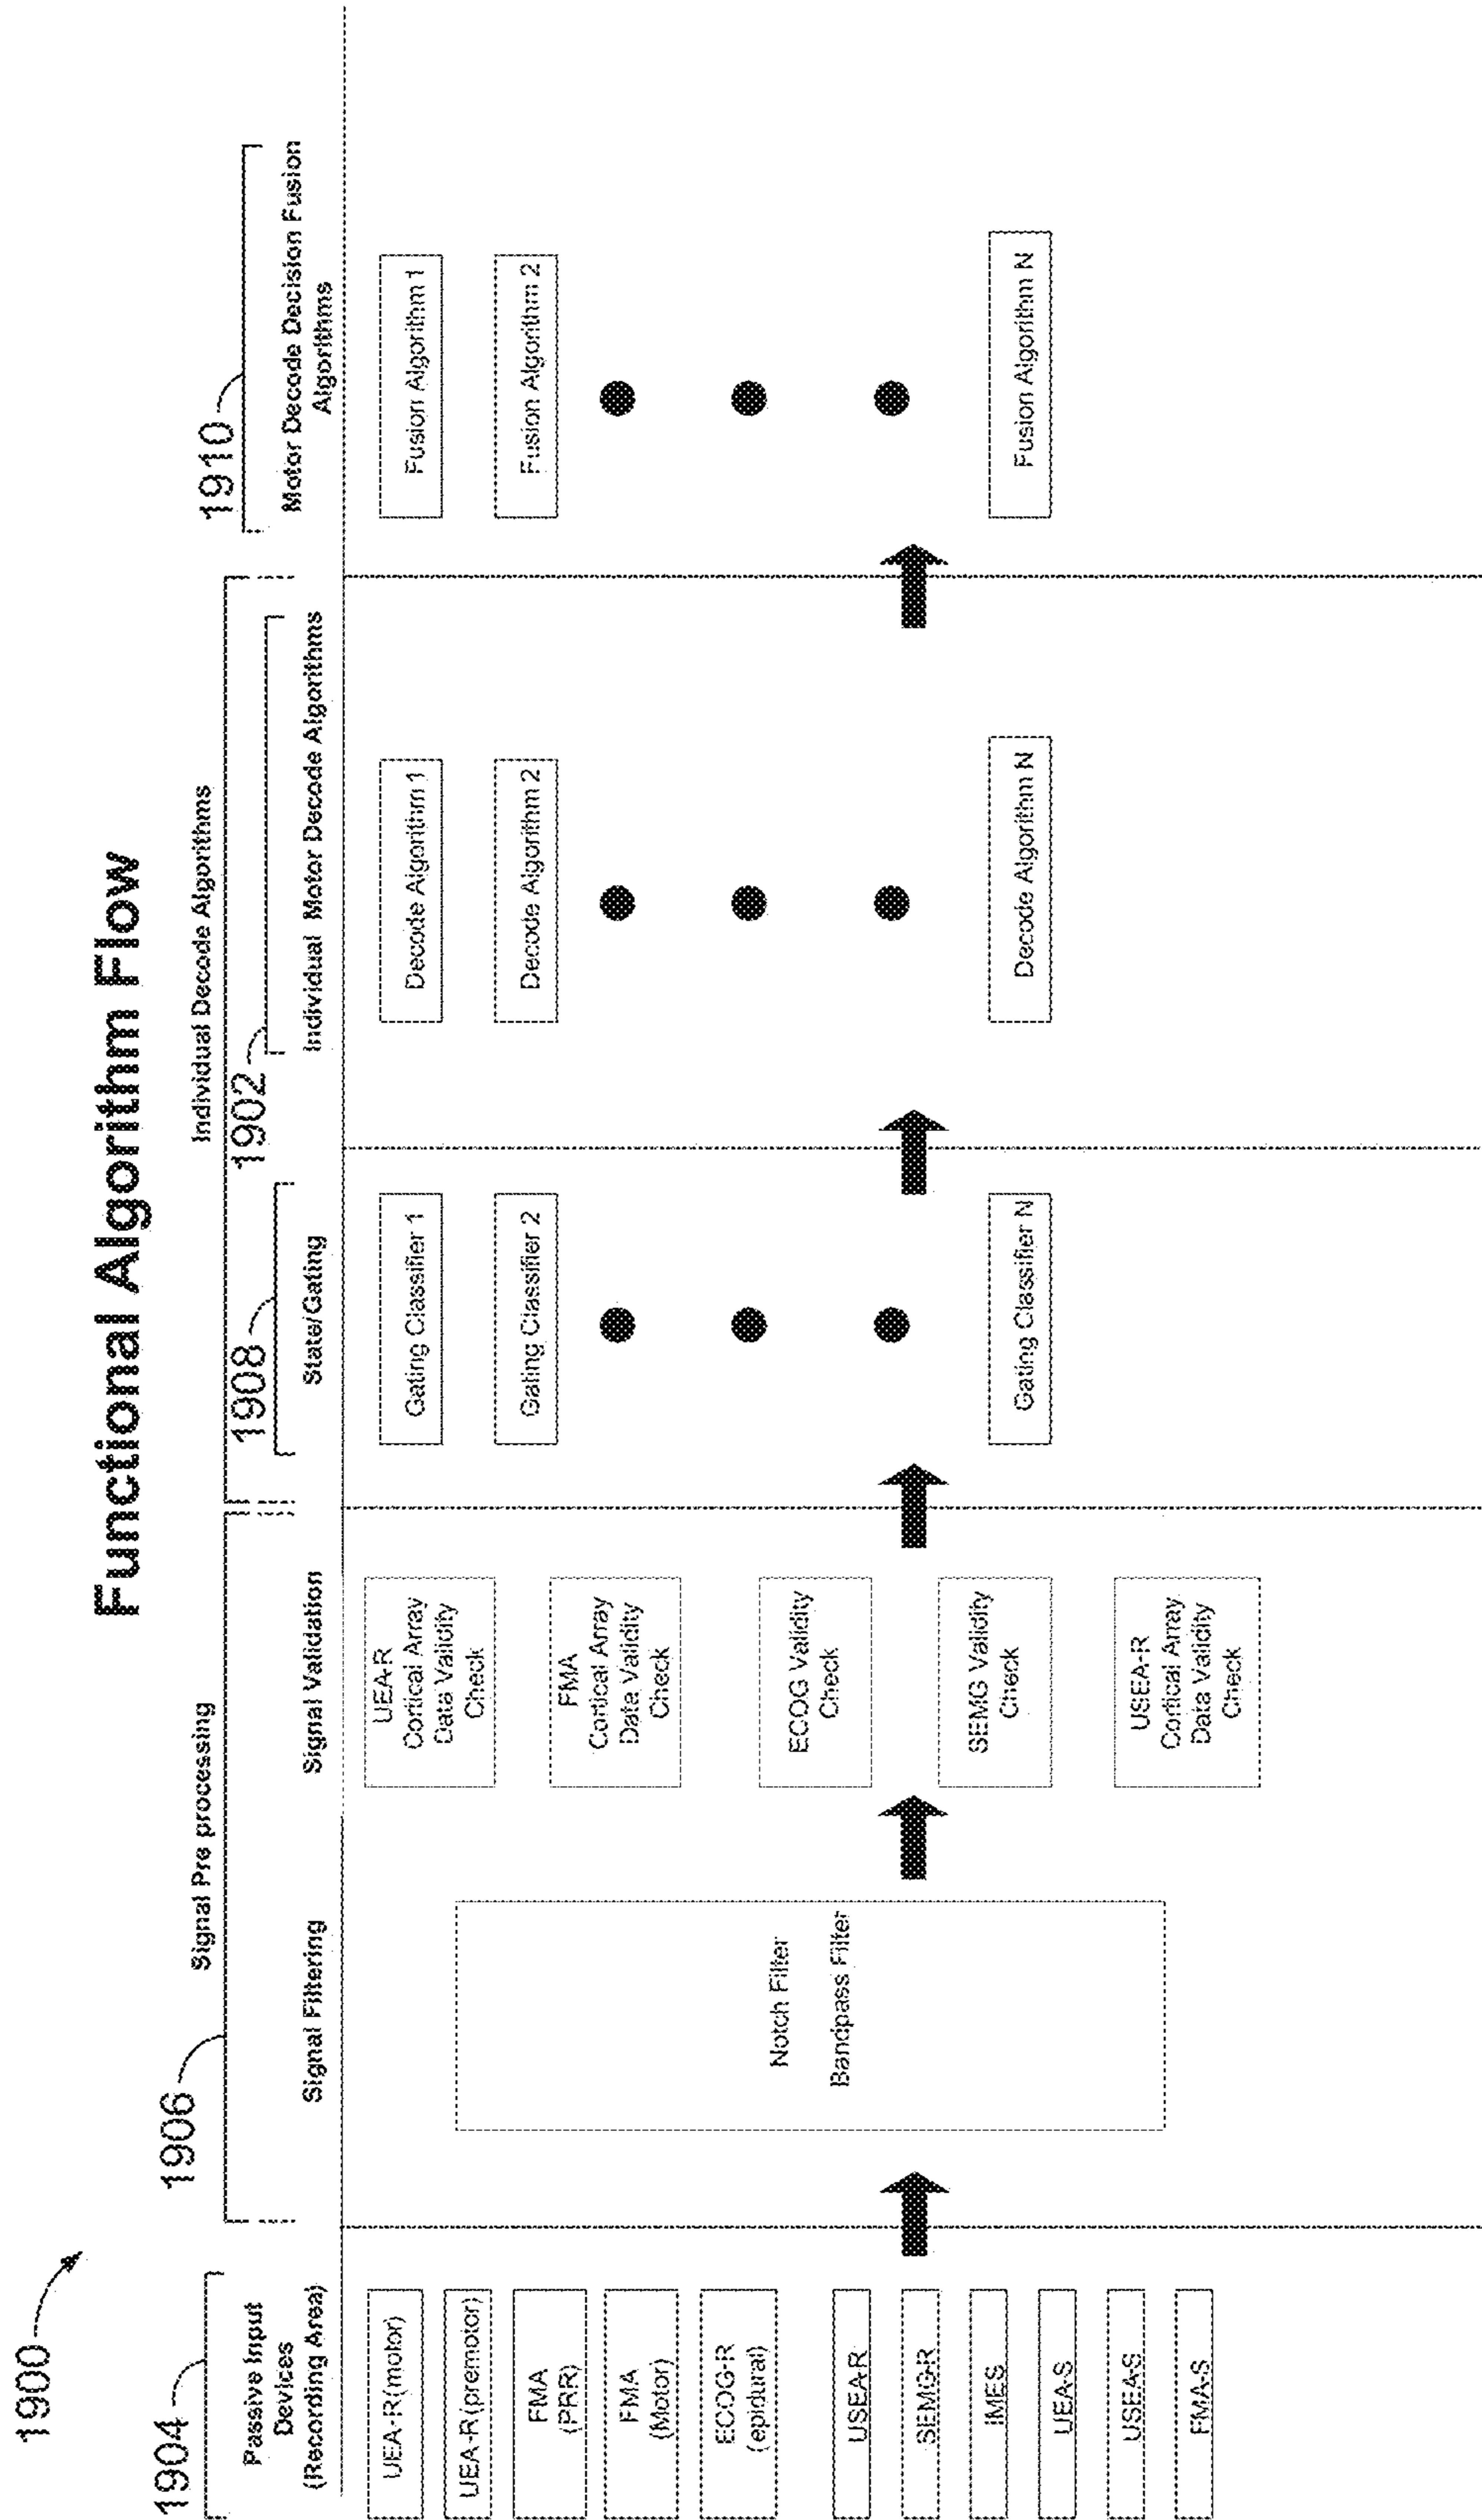 1900
Functional Algorithm Flow
1904
Passive Input
Devices
(Recording Area)
UEA-R(motor)
UEA-R(premotor)
FMA
(PRR)
FMA
(Motor)
ECOG-R
(epidural)
USEA-R
SEMG-R
IMES
UEA-S
USEA-S
FMA-S
1906
Signal Pre processing
Signal Filtering
Notch Filter
Bandpass Filter
Signal Validation
UEA-R
Cortical Array
Data Validity
Check
FMA
Cortical Array
Data Validity
Check
ECOG Validity
Check
SEMG Validity
Check
USEA-R
Cortical Array
Data Validity
Check
Individual Decode Algorithms
1908
State/Gating
Gating Classifier 1
Gating Classifier 2
Gating Classifier N
1902
Individual Motor Decode Algorithms
Decode Algorithm 1
Decode Algorithm 2
Decode Algorithm N
1910
Motor Decode Decision Fusion
Algorithms
Fusion Algorithm 1
Fusion Algorithm 2
Fusion Algorithm N